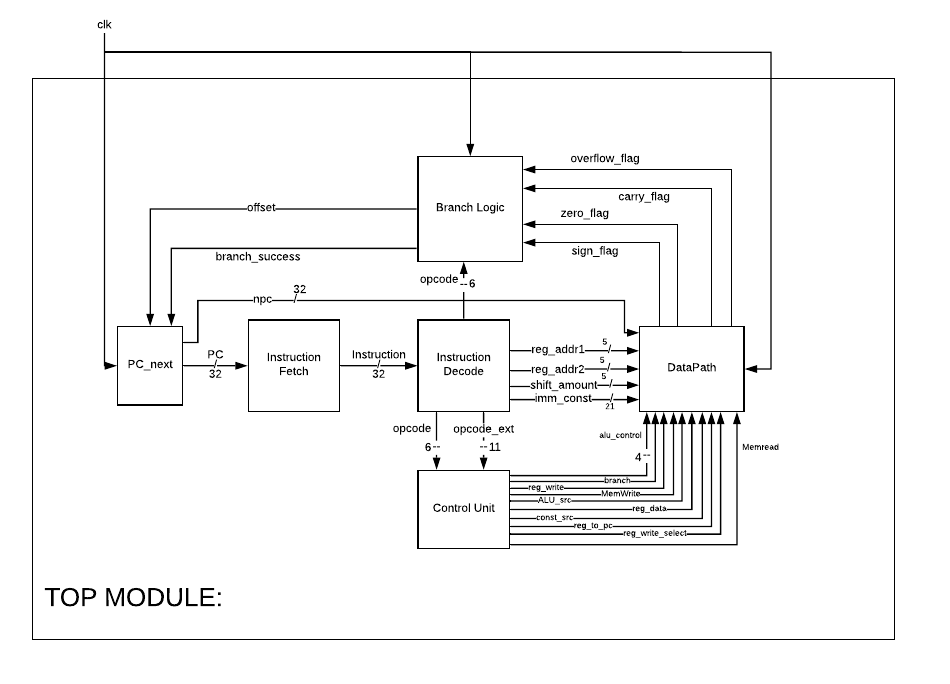 clk
overflow_flag
carry_flag
Branch Logic
offset
zero_flag
sign_flag
branch_success
opcode
6
32
npc
PC_next
PC
32
Instruction
Fetch
Instruction
32
Instruction
Decode
reg_addr1
5
reg_addr2
5
shift_amount
5
imm_const
21
DataPath
opcode
6
opcode_ext
11
alu_control
4
Memread
Control Unit
branch
reg_write
MemWrite
ALU_src
reg_data
const_src
reg_to_pc
reg_write_select
TOP MODULE: